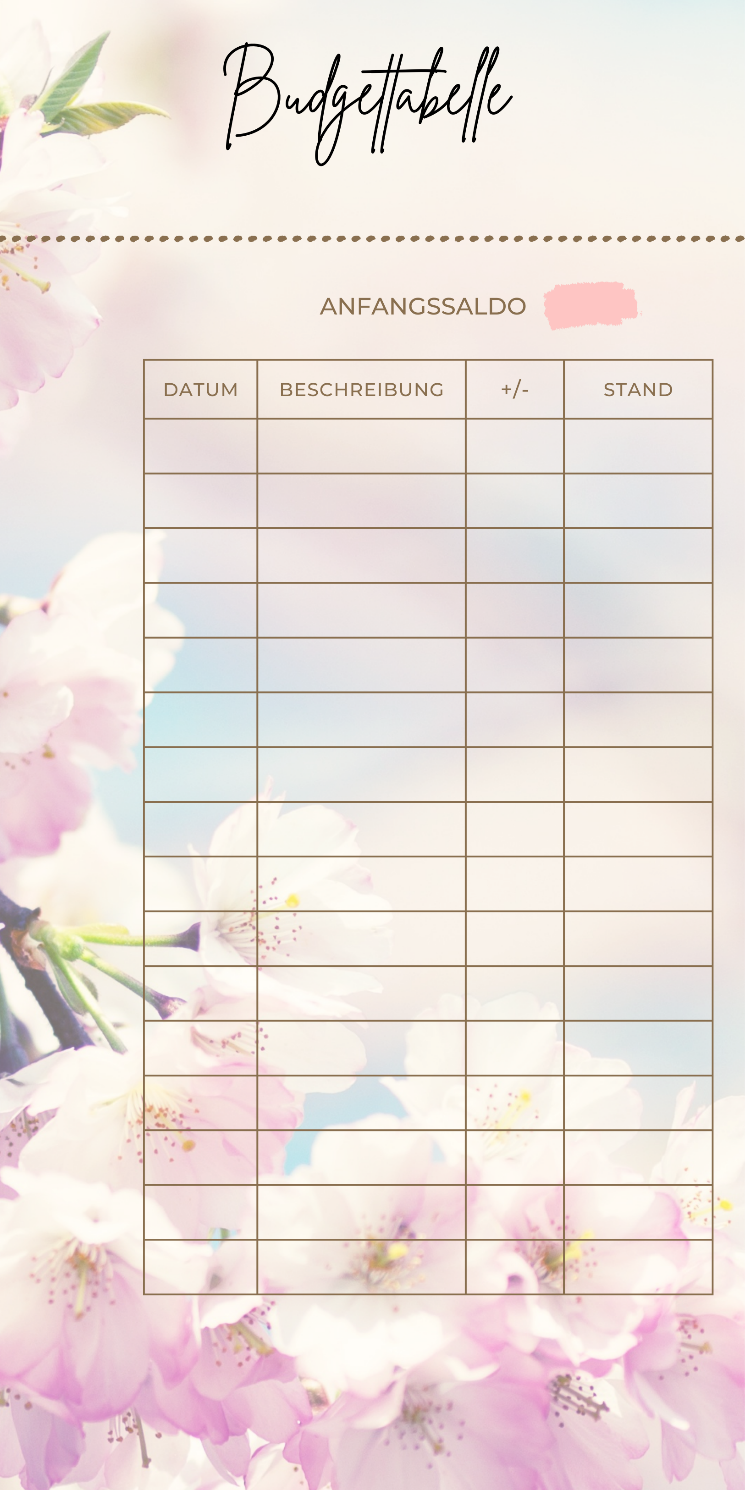 Budgettabelle
ANFANGSSALDO
DATUM BESCHREIBUNG +/- STAND